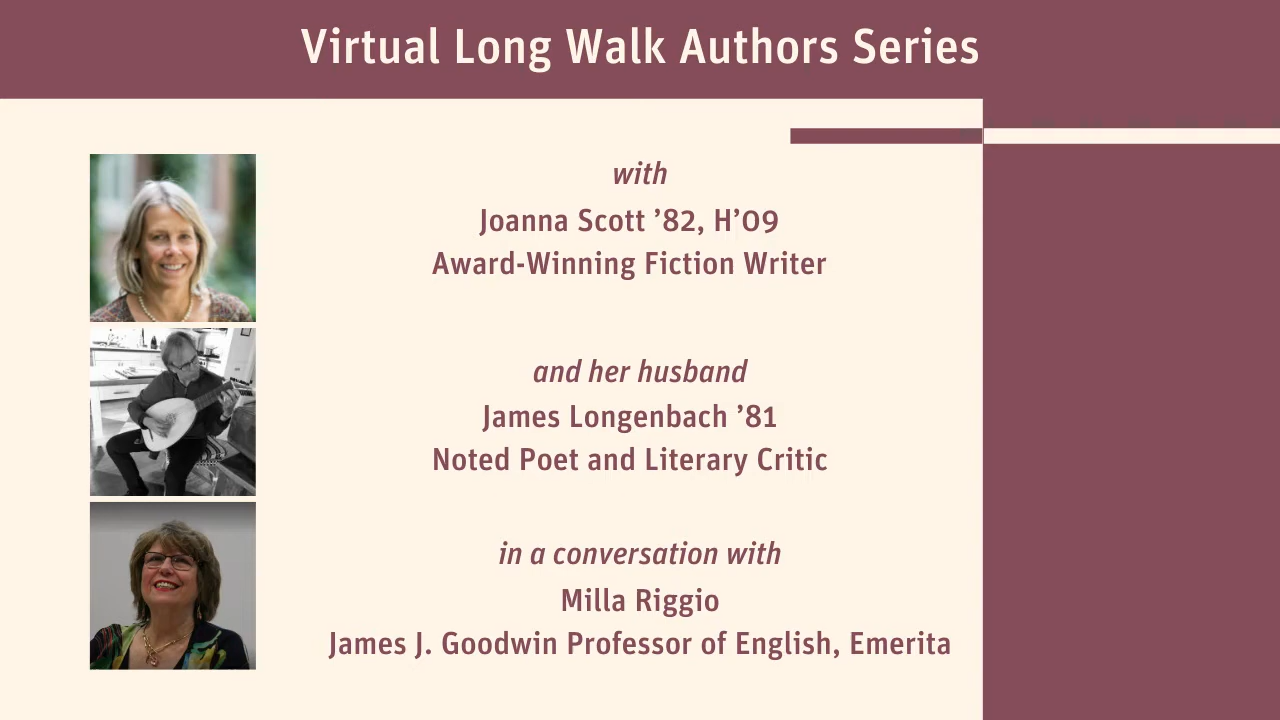 Virtual Long Walk Authors Series
with
Joanna Scott ’82, H’09
Award-Winning Fiction Writer
and her husband
James Longenbach ’81
Noted Poet and Literary Critic
in a conversation with
Milla Riggio
James J. Goodwin Professor of English, Emerita